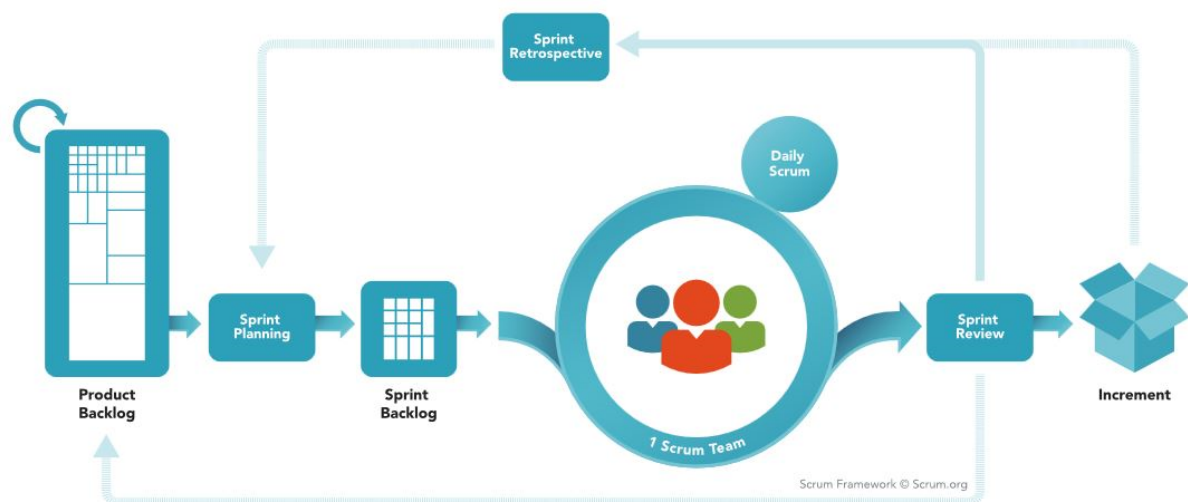 Sprint
Retrospective
Daily
Scrum
Sprint
Planning
Sprint
Review
Product
Backlog
Sprint
Backlog
1 Scrum Team
Increment
Scrum Framework © Scrum.org